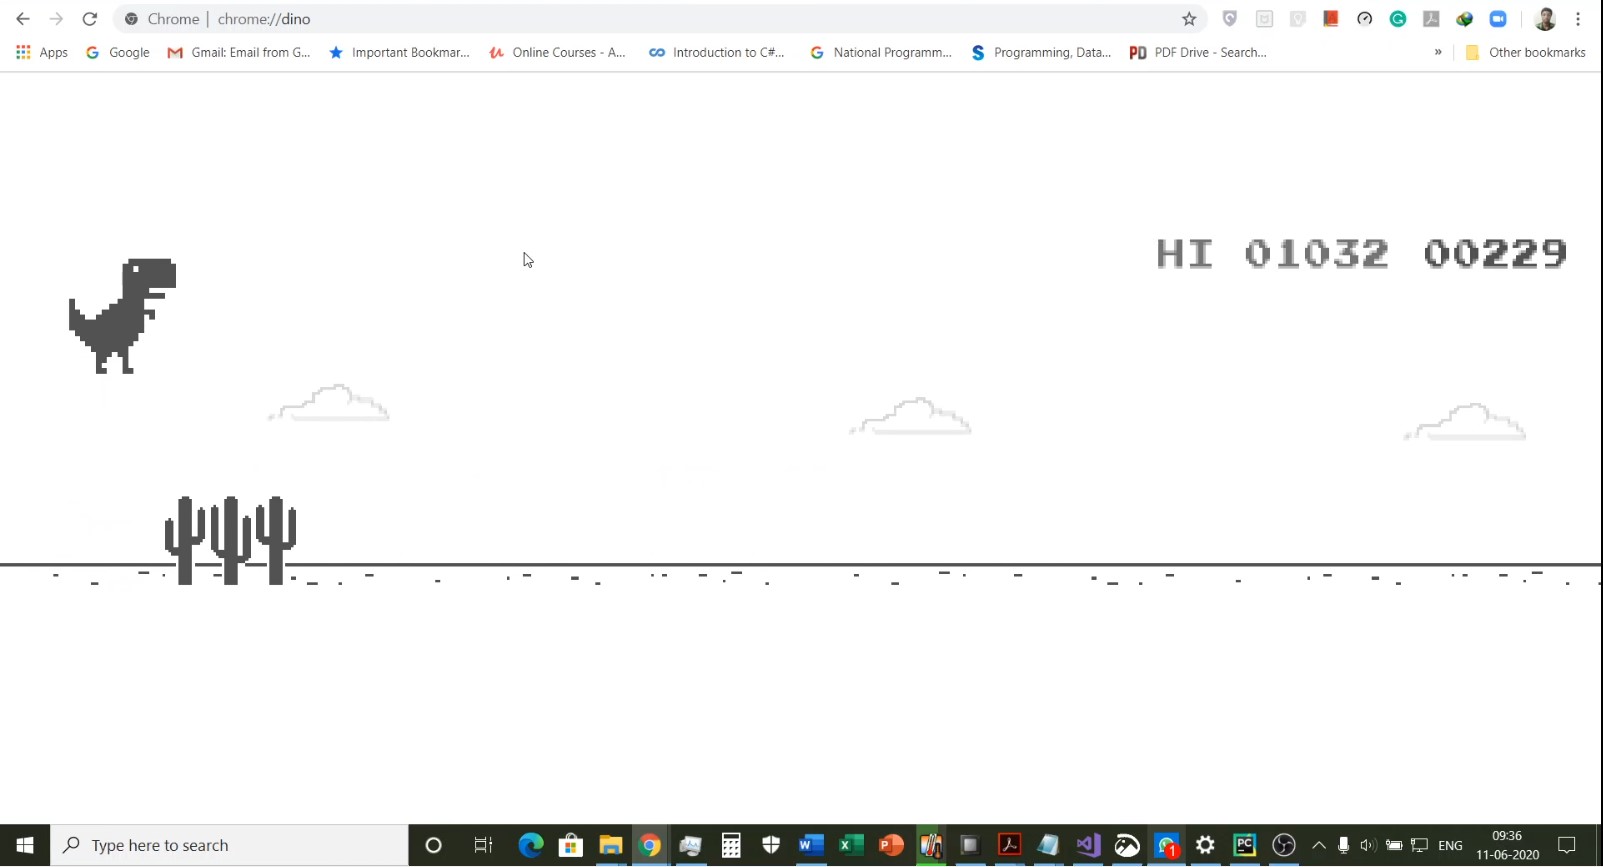 Chrome | chrome://dino
Apps Google Gmail: Email from G... Important Bookmar... Online Courses - A... Introduction to C#... National Programm... Programming, Data... PDF Drive - Search... » Other bookmarks
HI 01032 00229
Type here to search
ENG
09:36
11-06-2020